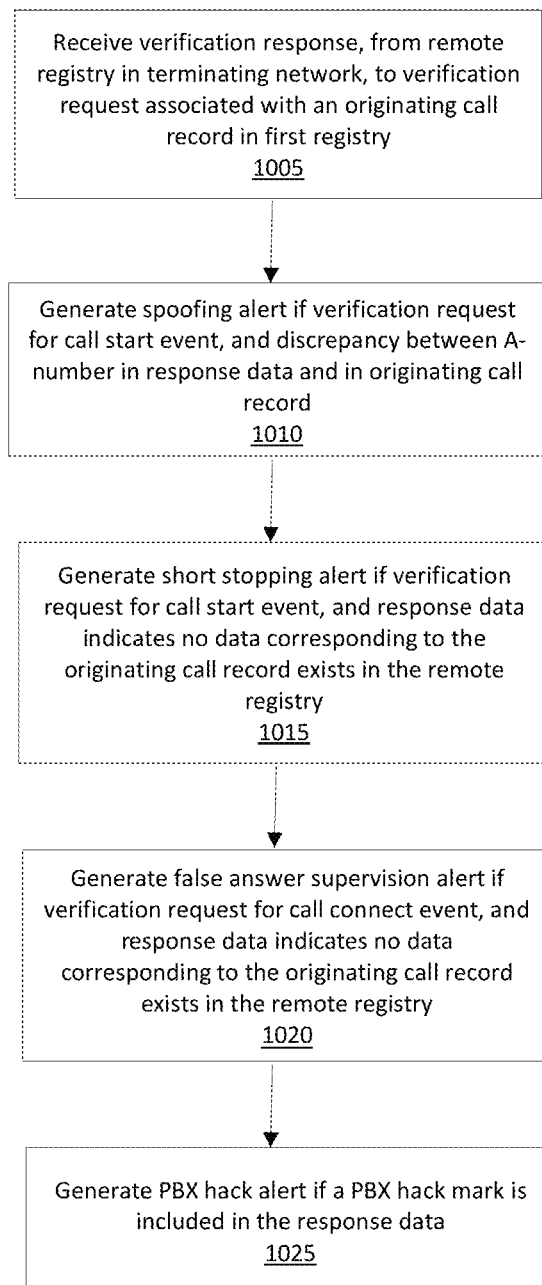 Receive verification response, from remote
registry in terminating network, to verification
request associated with an originating call
record in first registry
1005
Generate spoofing alert if verification request
for call start event, and discrepancy between A-
number in response data and in originating call
record
1010
Generate short stopping alert if verification
request for call start event, and response data
indicates no data corresponding to the
originating call record exists in the remote
registry
1015
Generate false answer supervision alert if
verification request for call connect event, and
response data indicates no data
corresponding to the originating call record
exists in the remote registry
1020
Generate PBX hack alert if a PBX hack mark is
included in the response data
1025